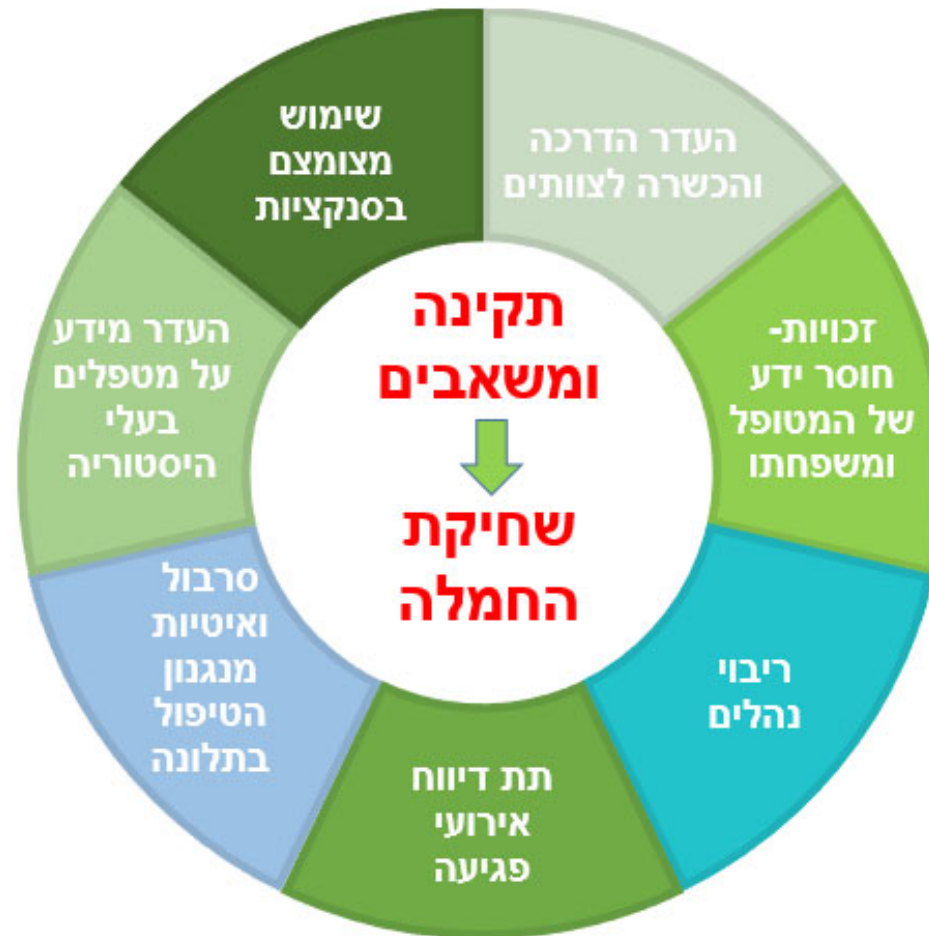 העדר הדרכה
והכשרה לצוותים
זכויות-
חוסר ידע
של המטופל
ומשפחתו
ריבוי
נהלים
תת דיווח
אירועי
פגיעה
סרבול
ואיטיות
מנגנון
הטיפול
בתלונה
העדר מידע
על מטפלים
בעלי
היסטוריה
שימוש
מצומצם
בסנקציות
תקינה
ומשאבים
שחיקת
החמלה